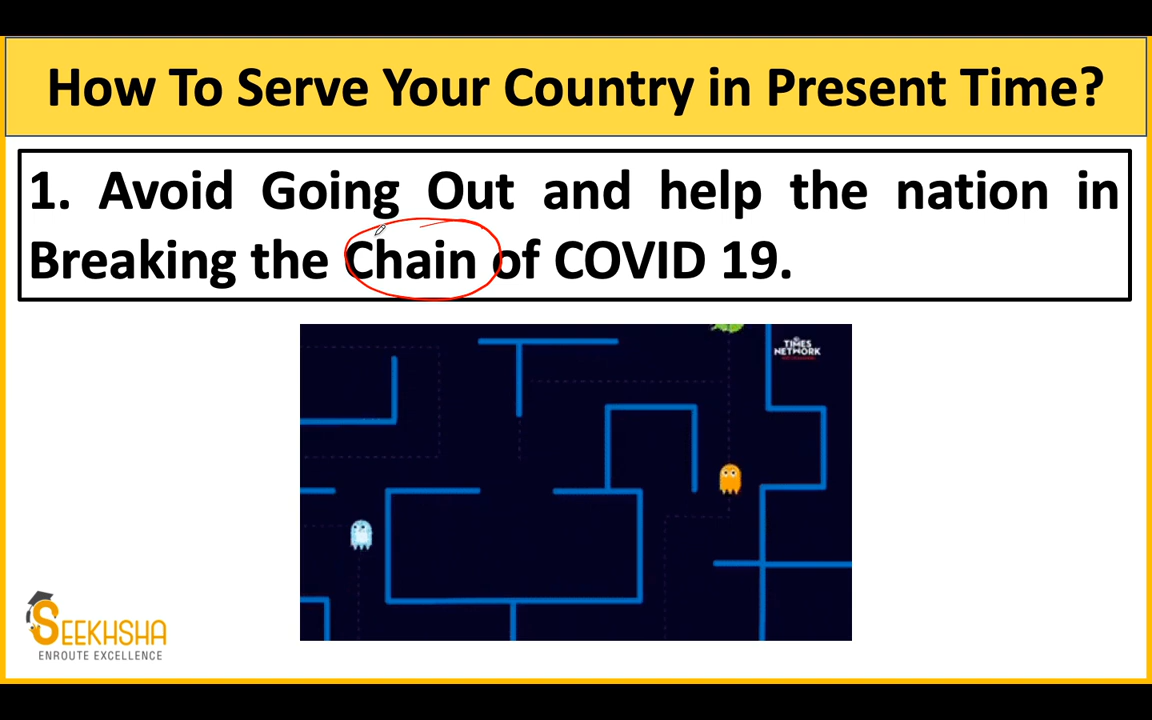 How To Serve Your Country in Present Time?
1. Avoid Going Out and help the nation in
Breaking the Chain of COVID 19.
TIMES
NETWORK
SEEKHSHA
ENROUTE EXCELLENCE